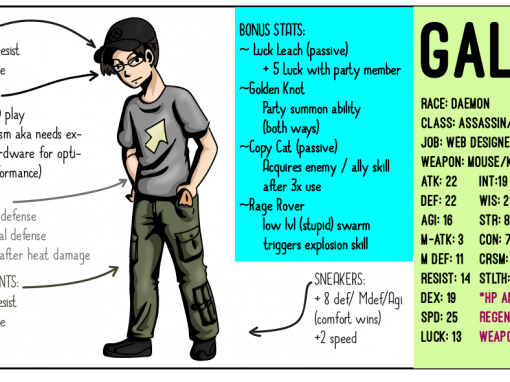 esist
e
) play
sm aka needs ex-
rdware for opti-
formance)
defense
al defense
after heat damage
NTS:
esist
e
BONUS STATS:
~ Luck Leach (passive)
+ 5 Luck with party member
~Golden Knot
Party summon ability
(both ways)
~Copy Cat (passive)
Acquires enemy / ally skill
after 3x use
~Rage Rover
low lvl (stupid) swarm
triggers explosion skill
SNEAKERS:
+ 8 def/ Mdef/Agi
(comfort wins)
+2 speed
GAL
RACE: DAEMON
CLASS: ASSASSIN/
JOB: WEB DESIGNE
WEAPON: MOUSE/K
ATK: 22 INT:19
DEF: 22 WIS: 2
AGI: 16 STR: 8
M-ATK: 3 CON: 7
M DEF: 11 CRSM:
RESIST: 14 STLTH:
DEX: 19 *HP A
SPD: 25 REGEN
LUCK: 13 WEAPO